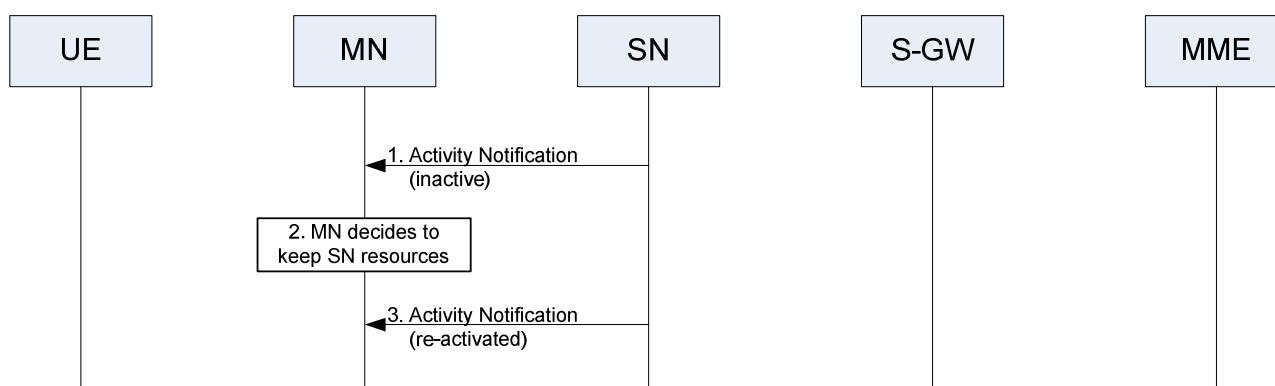 UE
MN
SN
S-GW
MME
1. Activity Notification
(inactive)
2. MN decides to
keep SN resources
3. Activity Notification
(re-activated)